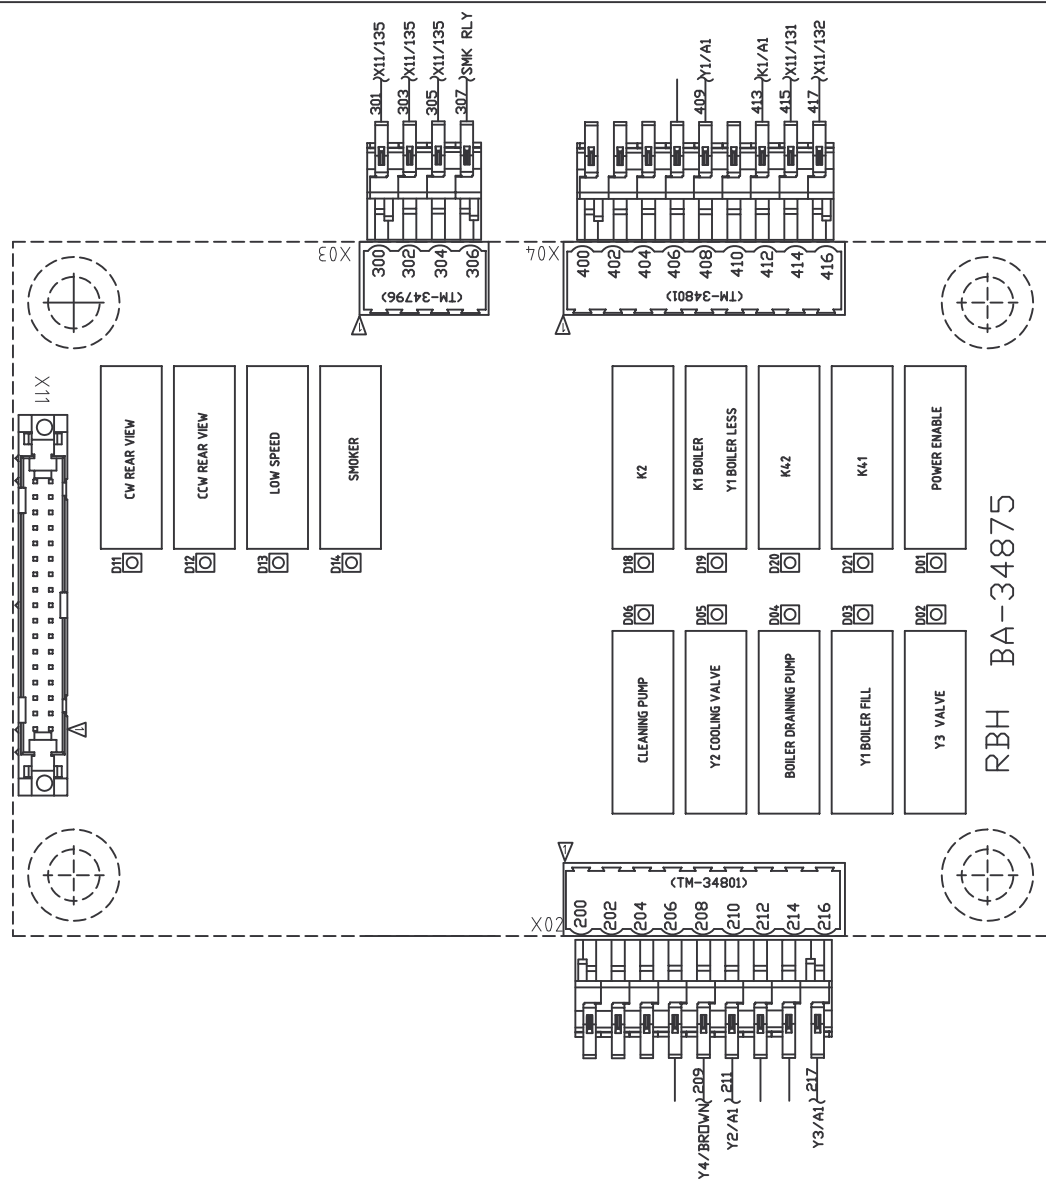 301 X11/135
303 X11/135
305 X11/135
307 SMK RLY
409 Y1/A1
413 K1/A1
415 X11/131
417 X11/132
X03
300
302
304
306
(TM-34796)
1
X04
400
402
404
406
408
410
412
414
416
(TM-34801)
1
X11
1
CW REAR VIEW
CCW REAR VIEW
LOW SPEED
SMOKER
D11
D12
D13
D14
K2
K1 BOILER
Y1 BOILER LESS
K42
K41
POWER ENABLE
D18
D19
D20
D21
D01
D06
D05
D04
D03
D02
CLEANING PUMP
Y2 COOLING VALVE
BOILER DRAINING PUMP
Y1 BOILER FILL
Y3 VALVE
RBH BA-34875
1
X02
(TM-34801)
200
202
204
206
208
210
212
214
216
Y4/BROWN 209
Y2/A1 211
Y3/A1 217